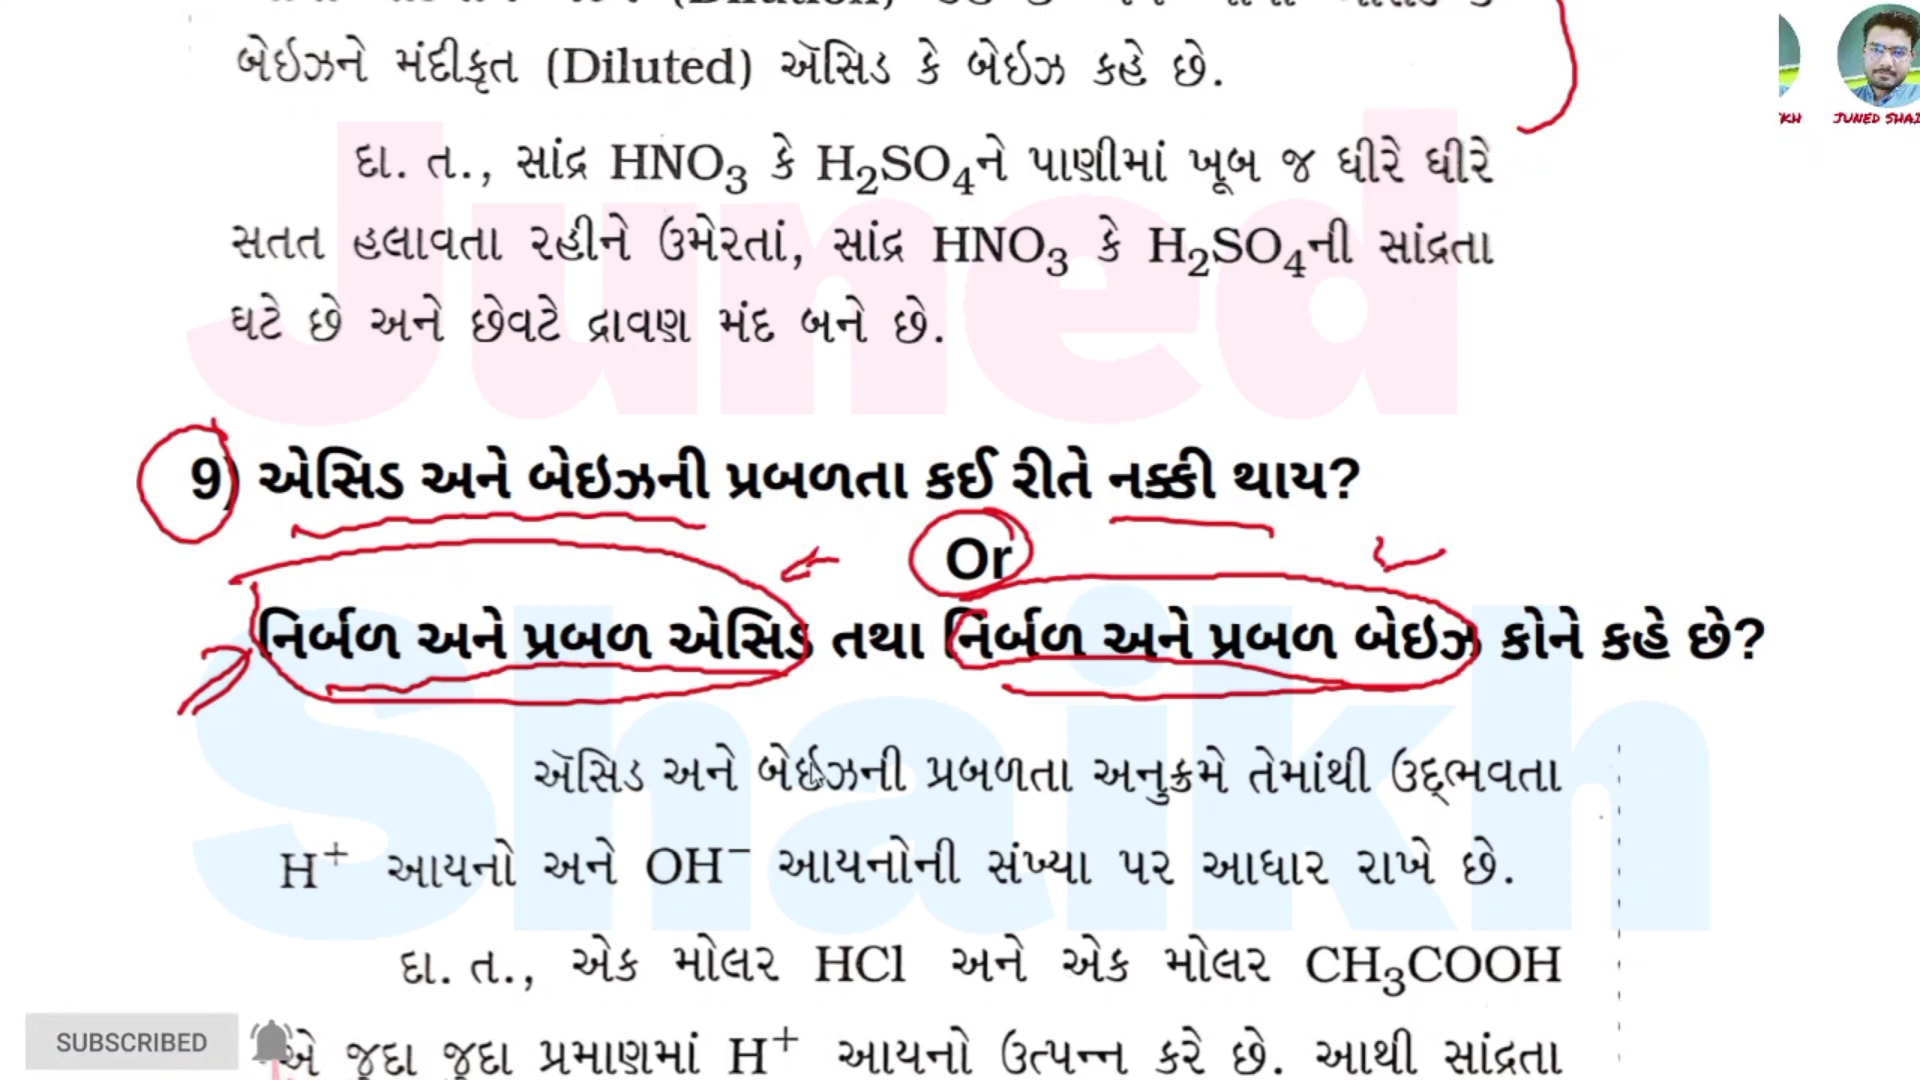 બેઇઝને મંદીકૃત (Diluted) ઍસિડ કે બેઇઝ કહે છે.
KH JUNED SHAI
દા. ત., સાંદ્ર HNO₃ કે H₂SO₄ને પાણીમાં ખૂબ જ ધીરે ધીરે
સતત હલાવતા રહીને ઉમેરતાં, સાંદ્ર HNO₃ કે H₂SO₄ની સાંદ્રતા
ઘટે છે અને છેવટે દ્રાવણ મંદ બને છે.
Juned
9) એસિડ અને બેઇઝની પ્રબળતા કઈ રીતે નક્કી થાય?
Or
નિર્બળ અને પ્રબળ એસિડ તથા નિર્બળ અને પ્રબળ બેઇઝ કોને કહે છે?
Shaikh
ઍસિડ અને બેઇઝની પ્રબળતા અનુક્રમે તેમાંથી ઉદ્ભવતા
H⁺ આયનો અને OH⁻ આયનોની સંખ્યા પર આધાર રાખે છે.
દા. ત., એક મોલર HCl અને એક મોલર CH₃COOH
એ જુદા જુદા પ્રમાણમાં H⁺ આયનો ઉત્પન્ન કરે છે. આથી સાંદ્રતા
SUBSCRIBED